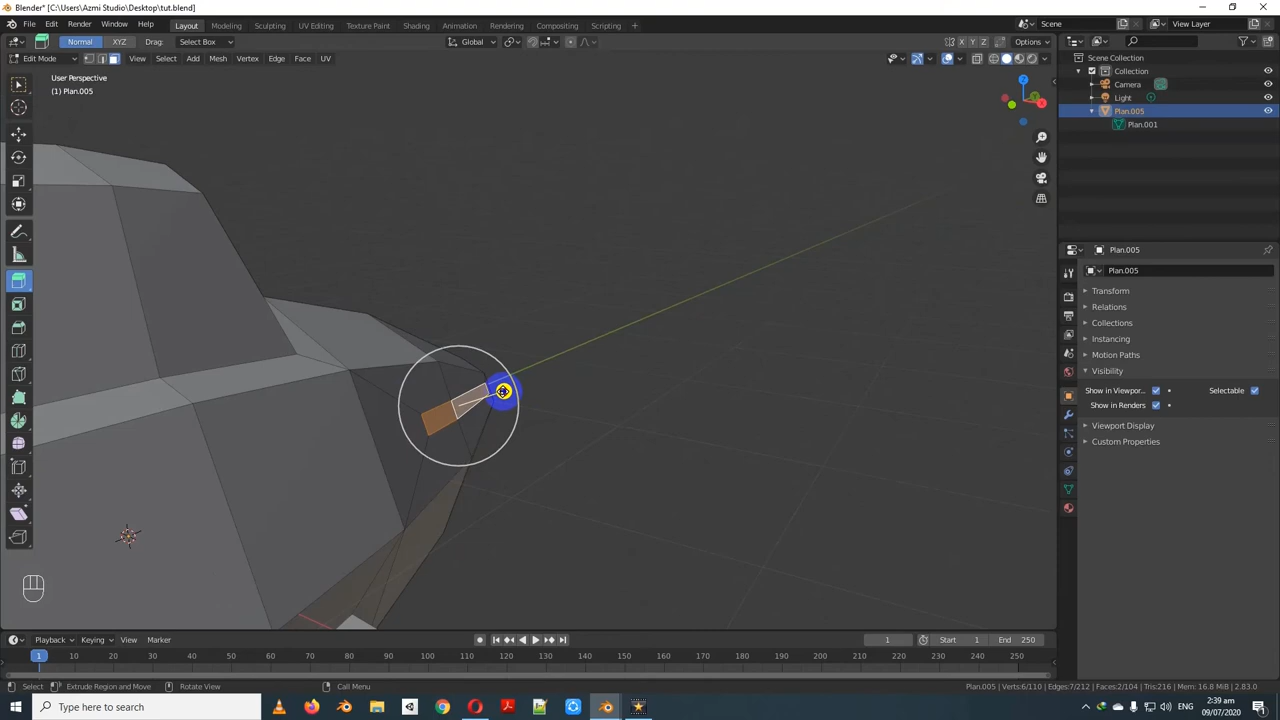 Blender* [C:\Users\Azmi Studio\Desktop\tut.blend]
File Edit Render Window Help Layout Modeling Sculpting UV Editing Texture Paint Shading Animation Rendering Compositing Scripting + Scene View Layer
Normal XYZ Drag: Select Box Global X Y Z Options
Edit Mode View Select Add Mesh Vertex Edge Face UV
User Perspective
(1) Plan.005
Scene Collection
Collection
Camera
Light
Plan.005
Plan.001
Z
X
Plan.005
Plan.005
Transform
Relations
Collections
Instancing
Motion Paths
Visibility
Show in Viewpor.. Selectable
Show in Renders
Viewport Display
Custom Properties
Playback Keying View Marker 1 Start 1 End 250
1 10 20 30 40 50 60 70 80 90 100 110 120 130 140 150 160 170 180 190 200 210 220 230 240 250
Select Extrude Region and Move Rotate View Call Menu Plan.005 | Verts:6/110 | Edges:7/212 | Faces:2/104 | Tris:216 | Mem: 16.8 MiB | 2.83.0
Type here to search ENG 2:39 am
09/07/2020